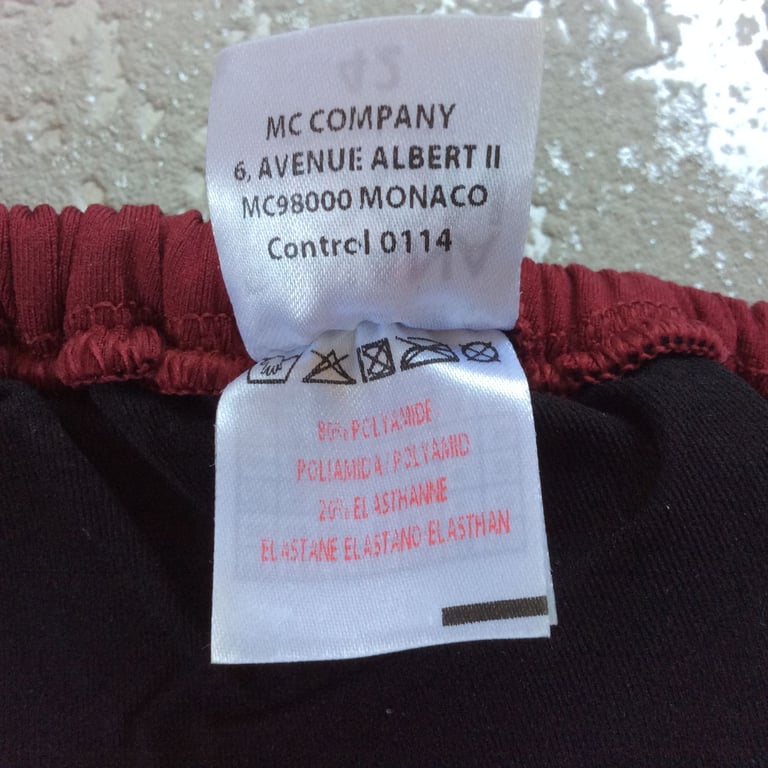 42
MC COMPANY
6, AVENUE ALBERT II
MC98000 MONACO
Control 0114
80% POLYAMIDE
POLIAMIDA / POLYAMID
20% ELASTHANNE
ELASTANE ELASTANO ELASTHAN